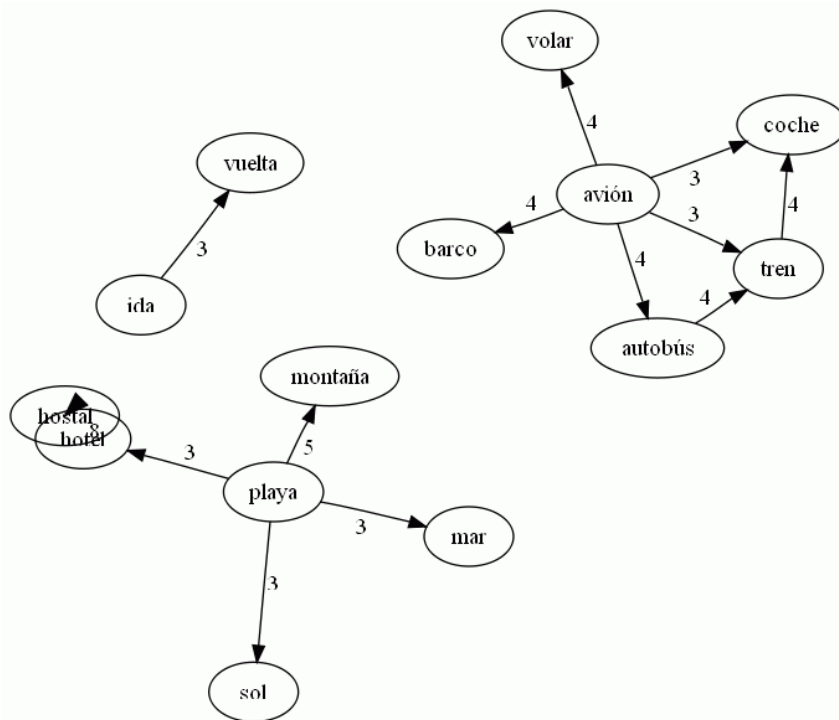 volar
coche
4
vuelta
avión
3
4
4
3
barco
3
4
tren
ida
4
autobús
montaña
hostal
8
hotel
3
5
playa
3
mar
3
sol